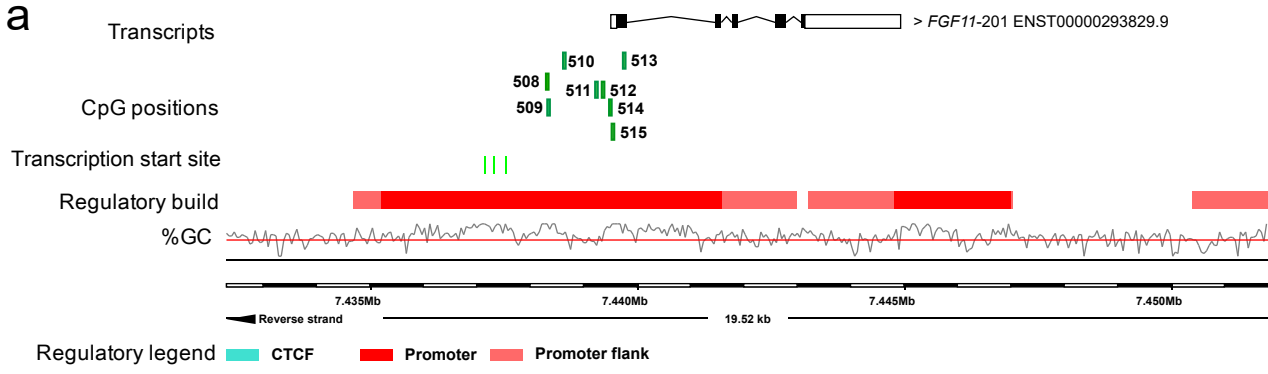 a
Transcripts
> FGF11-201 ENST00000293829.9
510 513
508 511 512
CpG positions 509 514
515
Transcription start site
Regulatory build
%GC
7.435Mb 7.440Mb 7.445Mb 7.450Mb
Reverse strand 19.52 kb
Regulatory legend CTCF Promoter Promoter flank